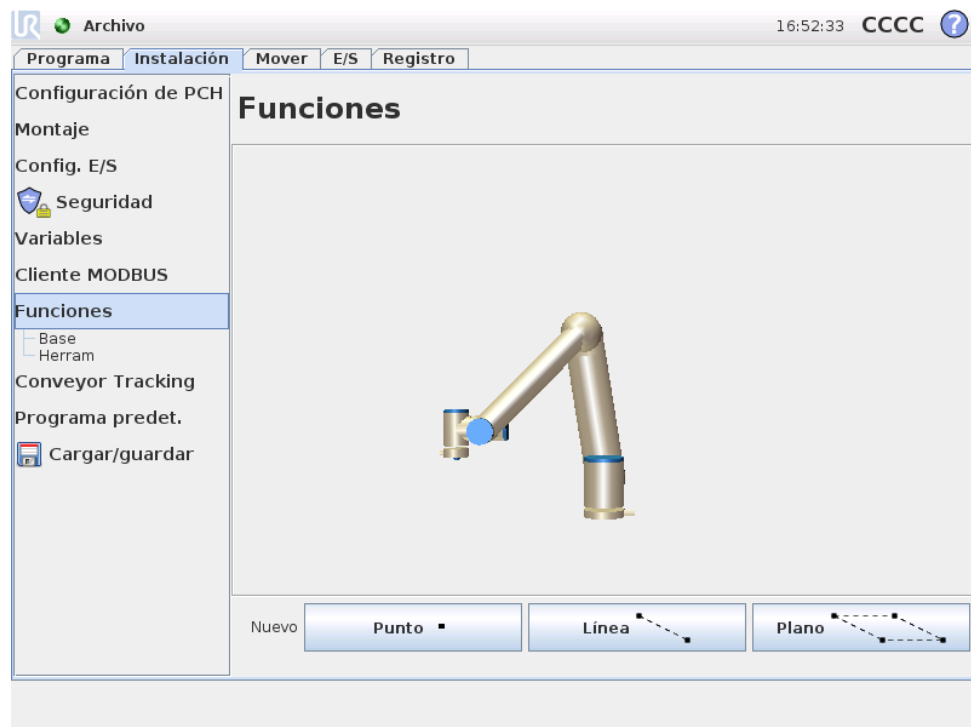 UR Archivo 16:52:33 CCCC ?
Programa Instalación Mover E/S Registro
Configuración de PCH
Montaje
Config. E/S
Seguridad
Variables
Cliente MODBUS
Funciones
Base
Herram
Conveyor Tracking
Programa predet.
Cargar/guardar
Funciones
Nuevo Punto Línea Plano